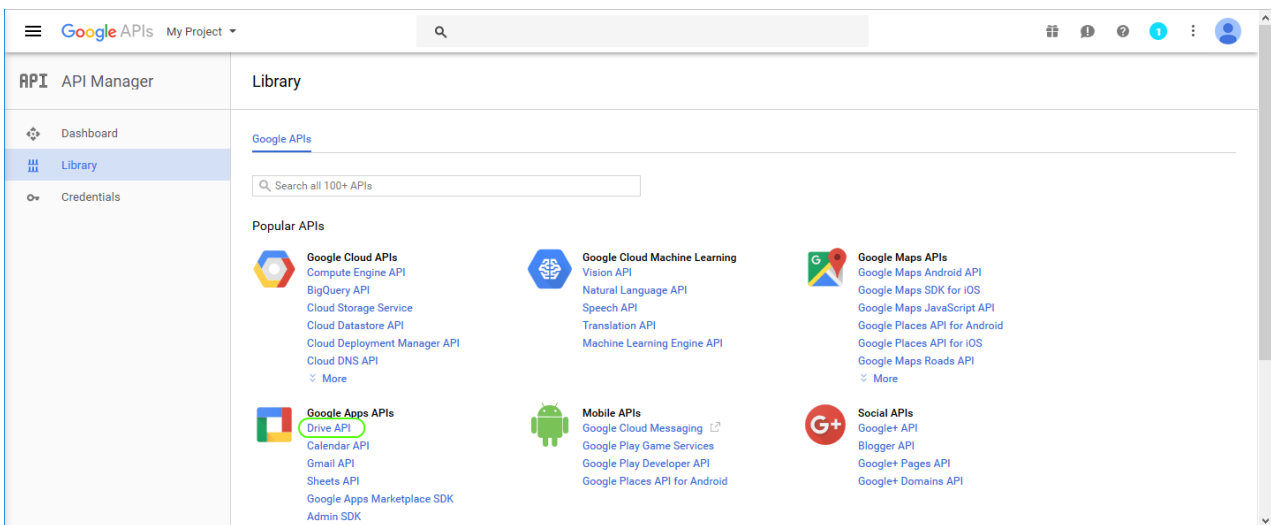 Google APIs My Project
1
API API Manager
Library
Dashboard
Library
Credentials
Google APIs
Search all 100+ APIs
Popular APIs
Google Cloud APIs
Compute Engine API
BigQuery API
Cloud Storage Service
Cloud Datastore API
Cloud Deployment Manager API
Cloud DNS API
More
Google Cloud Machine Learning
Vision API
Natural Language API
Speech API
Translation API
Machine Learning Engine API
G
Google Maps APIs
Google Maps Android API
Google Maps SDK for iOS
Google Maps JavaScript API
Google Places API for Android
Google Places API for iOS
Google Maps Roads API
More
Google Apps APIs
Drive API
Calendar API
Gmail API
Sheets API
Google Apps Marketplace SDK
Admin SDK
Mobile APIs
Google Cloud Messaging
Google Play Game Services
Google Play Developer API
Google Places API for Android
G+
Social APIs
Google+ API
Blogger API
Google+ Pages API
Google+ Domains API